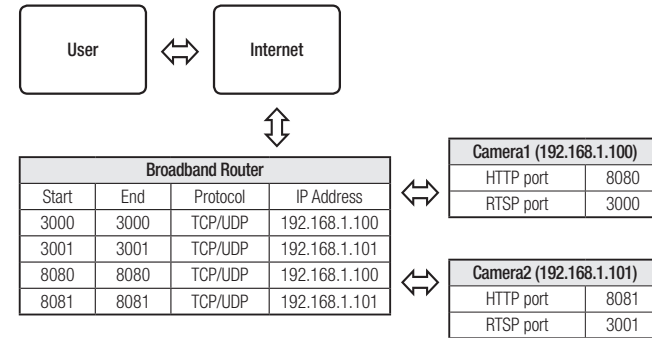 User
Internet
Broadband Router
Start End Protocol IP Address
3000 3000 TCP/UDP 192.168.1.100
3001 3001 TCP/UDP 192.168.1.101
8080 8080 TCP/UDP 192.168.1.100
8081 8081 TCP/UDP 192.168.1.101
Camera1 (192.168.1.100)
HTTP port 8080
RTSP port 3000
Camera2 (192.168.1.101)
HTTP port 8081
RTSP port 3001